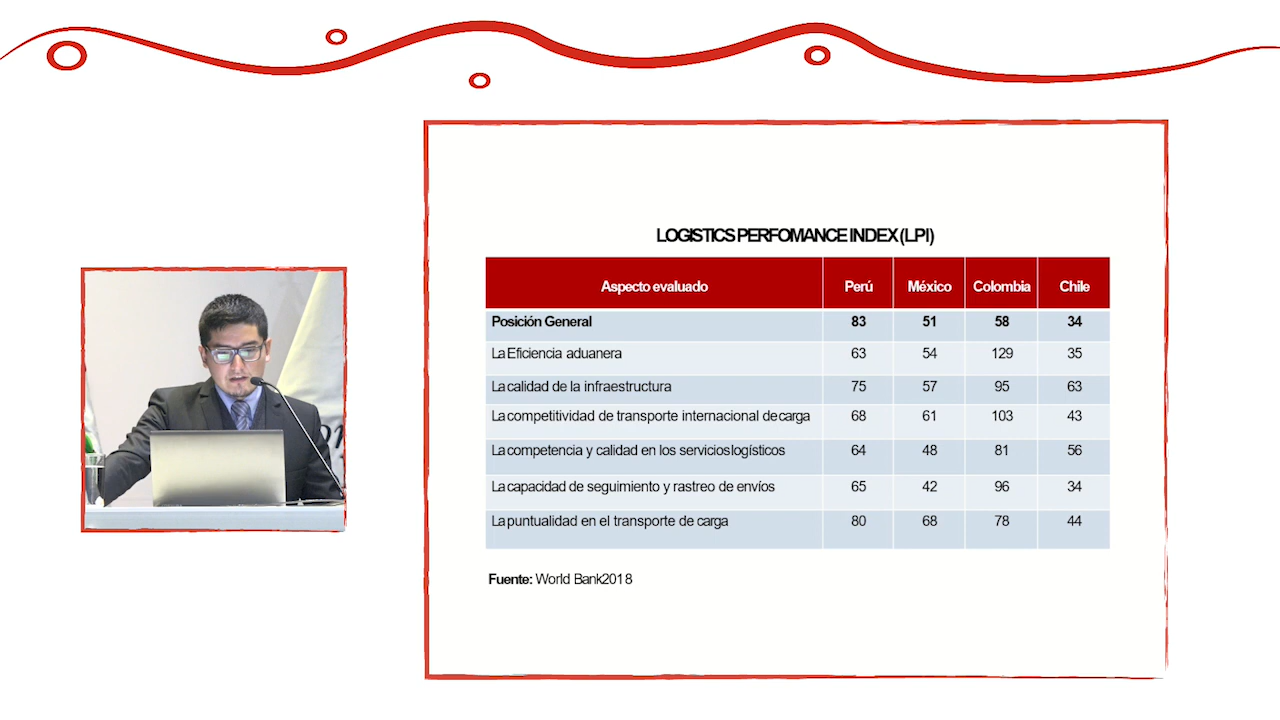 LOGISTICS PERFOMANCE INDEX (LPI)
Aspecto evaluado Perú México Colombia Chile
Posición General 83 51 58 34
La Eficiencia aduanera 63 54 129 35
La calidad de la infraestructura 75 57 95 63
La competitividad de transporte internacional de carga 68 61 103 43
La competencia y calidad en los servicios logísticos 64 48 81 56
La capacidad de seguimiento y rastreo de envíos 65 42 96 34
La puntualidad en el transporte de carga 80 68 78 44
Fuente: World Bank 2018